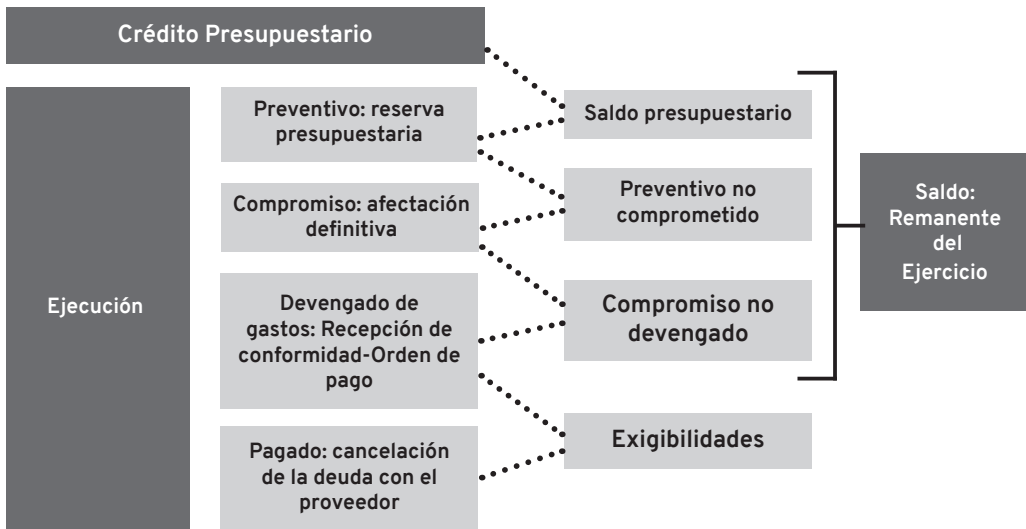 Crédito Presupuestario
Ejecución
Preventivo: reserva
presupuestaria
Compromiso: afectación
definitiva
Devengado de
gastos: Recepción de
conformidad-Orden de
pago
Pagado: cancelación
de la deuda con el
proveedor
Saldo presupuestario
Preventivo no
comprometido
Compromiso no
devengado
Exigibilidades
Saldo:
Remanente
del
Ejercicio